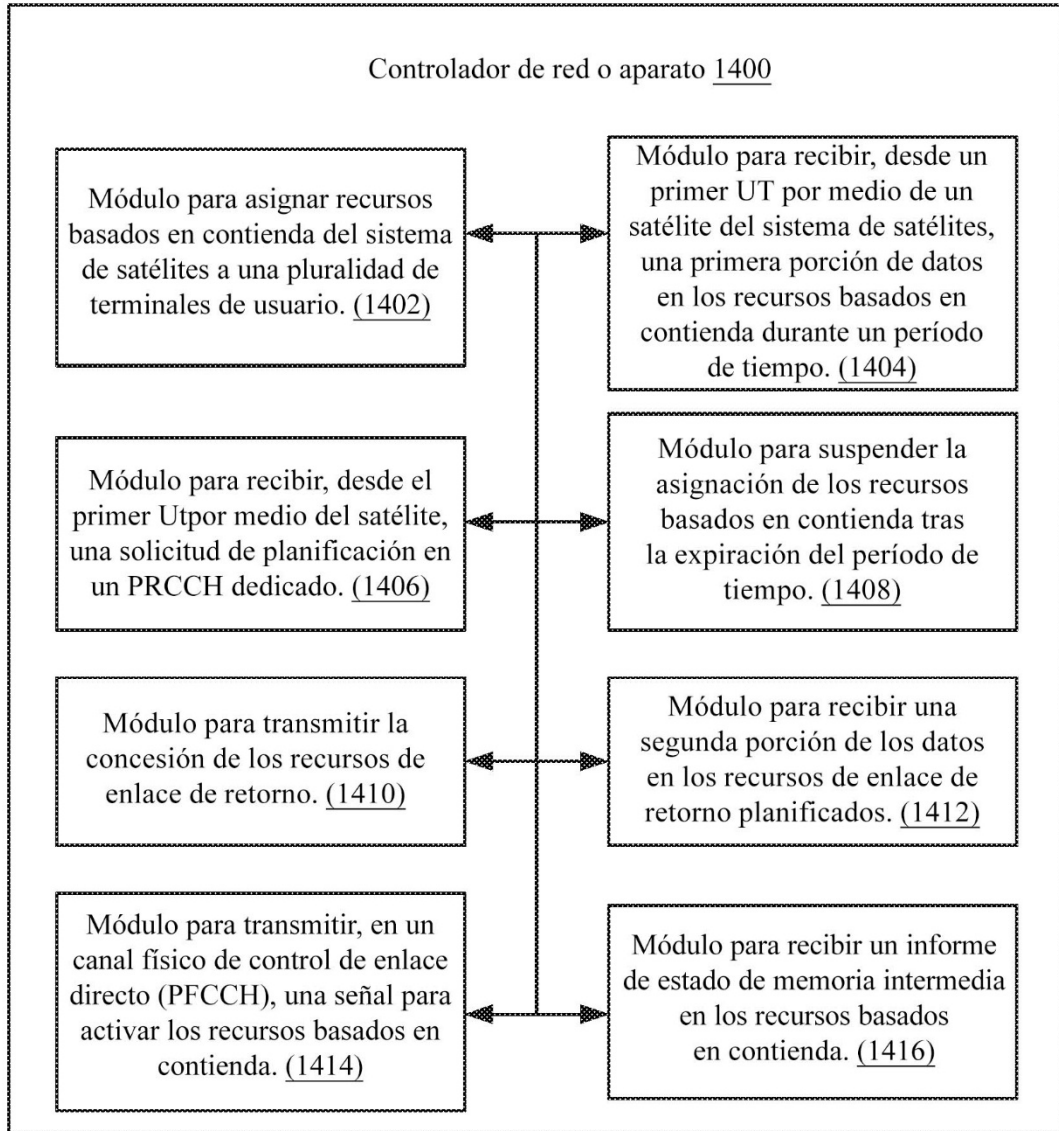 Controlador de red o aparato 1400
Módulo para asignar recursos
basados en contienda del sistema
de satélites a una pluralidad de
terminales de usuario. (1402)
Módulo para recibir, desde un
primer UT por medio de un
satélite del sistema de satélites,
una primera porción de datos
en los recursos basados en
contienda durante un período
de tiempo. (1404)
Módulo para recibir, desde el
primer Utpor medio del satélite,
una solicitud de planificación en
un PRCCH dedicado. (1406)
Módulo para suspender la
asignación de los recursos
basados en contienda tras
la expiración del período de
tiempo. (1408)
Módulo para transmitir la
concesión de los recursos de
enlace de retorno. (1410)
Módulo para recibir una
segunda porción de los datos
en los recursos de enlace de
retorno planificados. (1412)
Módulo para transmitir, en un
canal físico de control de enlace
directo (PFCCH), una señal para
activar los recursos basados en
contienda. (1414)
Módulo para recibir un informe
de estado de memoria intermedia
en los recursos basados
en contienda. (1416)